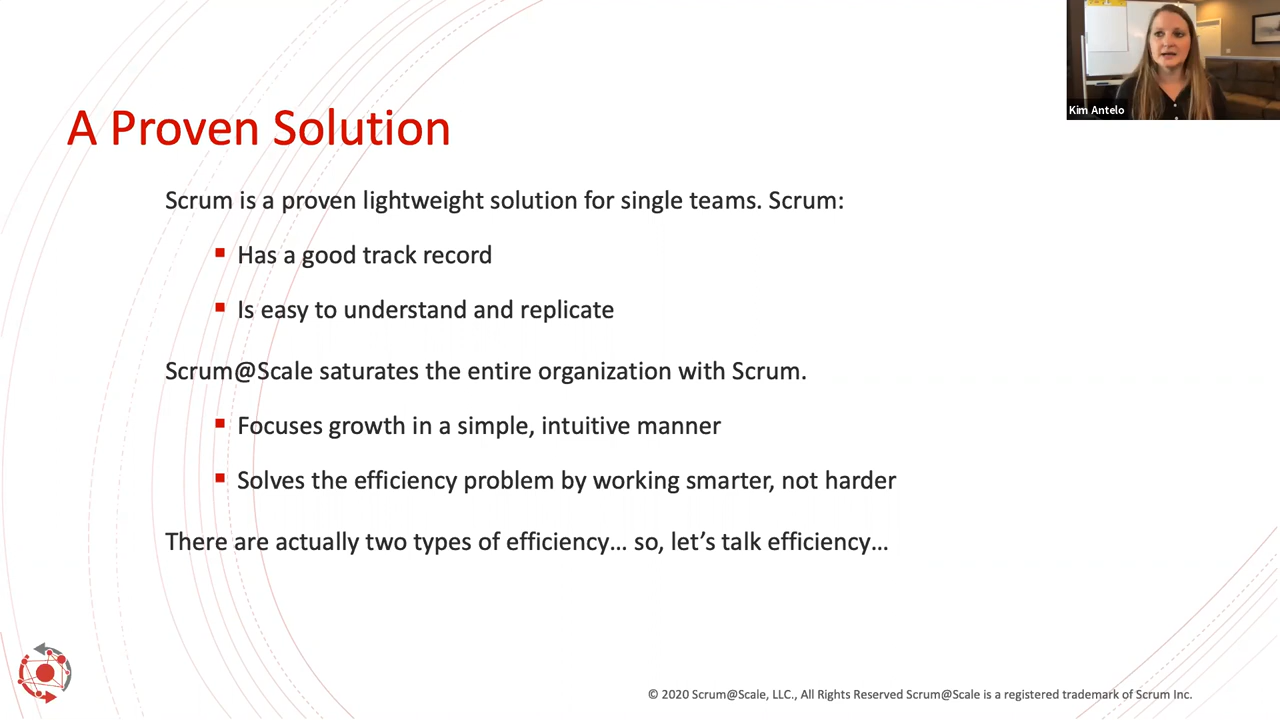 Kim Antelo
A Proven Solution
Scrum is a proven lightweight solution for single teams. Scrum:
Has a good track record
Is easy to understand and replicate
Scrum@Scale saturates the entire organization with Scrum.
Focuses growth in a simple, intuitive manner
Solves the efficiency problem by working smarter, not harder
There are actually two types of efficiency… so, let’s talk efficiency…
© 2020 Scrum@Scale, LLC., All Rights Reserved Scrum@Scale is a registered trademark of Scrum Inc.